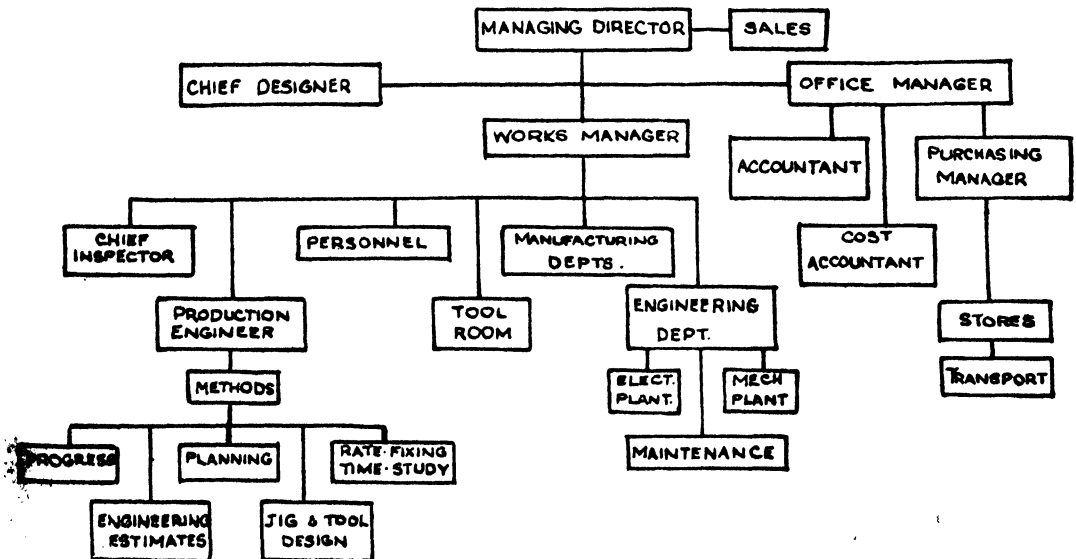 MANAGING DIRECTOR
SALES
CHIEF DESIGNER
OFFICE MANAGER
WORKS MANAGER
ACCOUNTANT
PURCHASING
MANAGER
CHIEF
INSPECTOR
PERSONNEL
MANUFACTURING
DEPTS.
COST
ACCOUNTANT
PRODUCTION
ENGINEER
TOOL
ROOM
ENGINEERING
DEPT.
STORES
METHODS
ELECT.
PLANT.
MECH
PLANT
TRANSPORT
PROGRESS
PLANNING
RATE-FIXING
TIME-STUDY
MAINTENANCE
ENGINEERING
ESTIMATES
JIG & TOOL
DESIGN